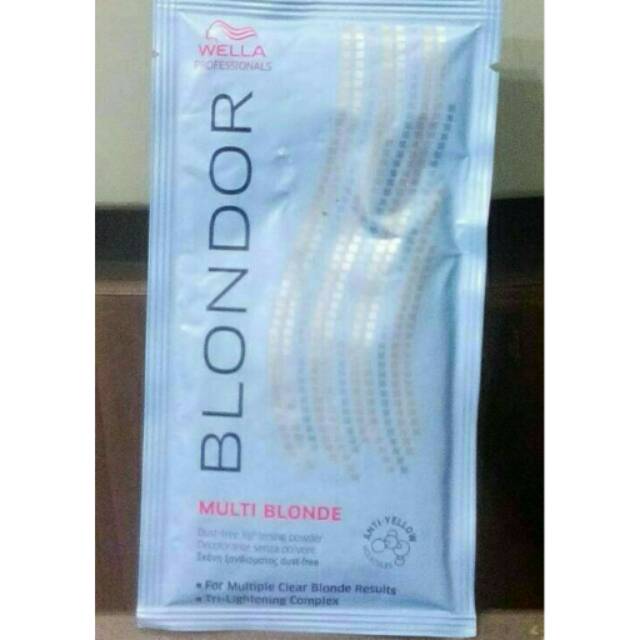 WELLA
PROFESSIONALS
BLONDOR
MULTI BLONDE
Dust-free lightening powder
Decolorante senza polvere
Σκόνη ξανθίσματος dust-free
ANTI-YELLOW
MOLECULES
• For Multiple Clear Blonde Results
• Tri-Lightening Complex